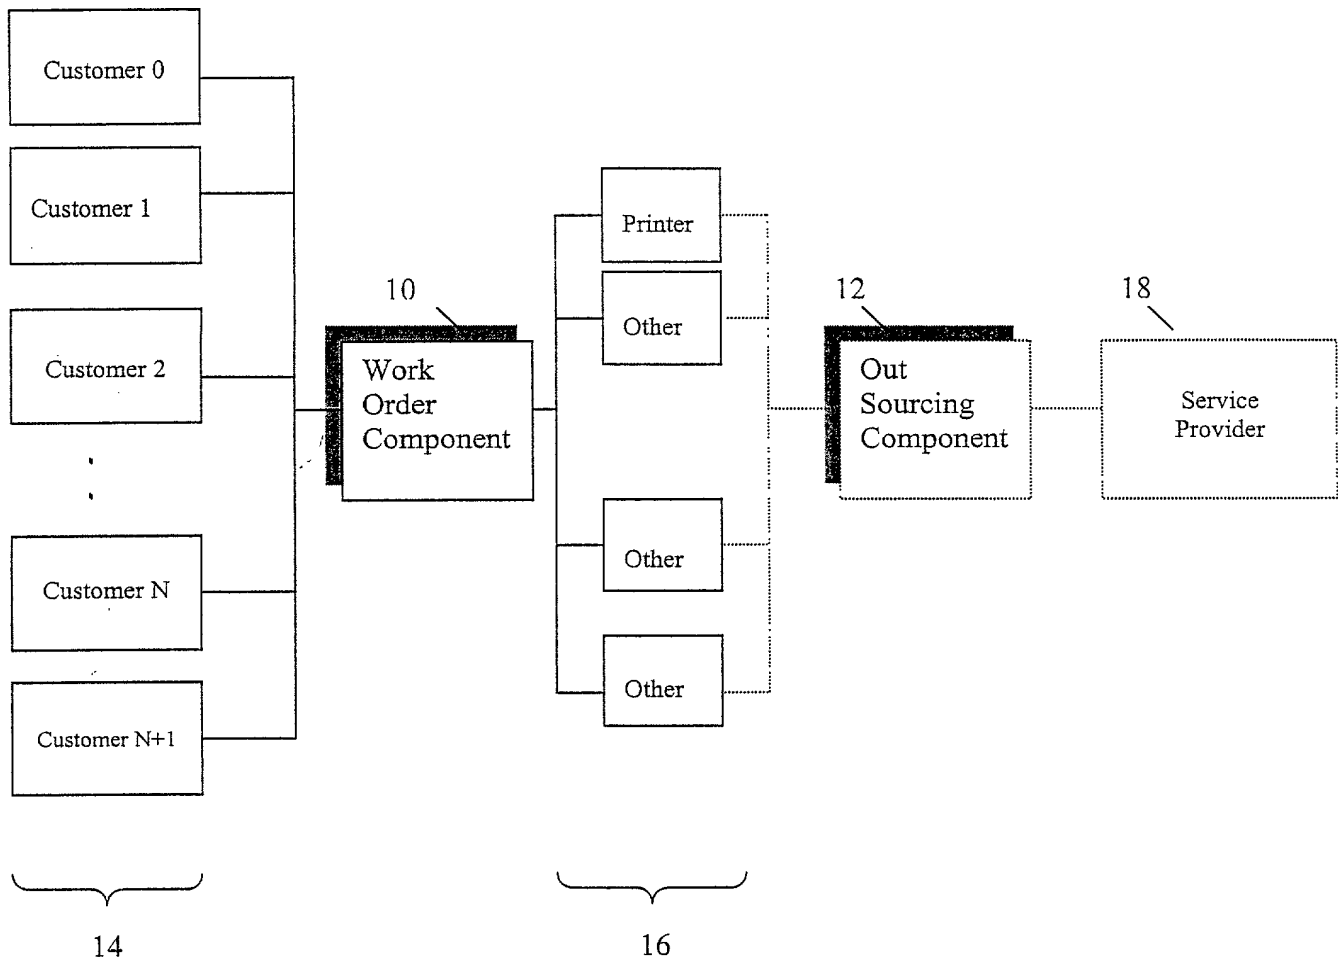 Customer 0
Customer 1
Customer 2
Customer N
Customer N+1
14
10
Work
Order
Component
Printer
Other
Other
Other
16
12
Out
Sourcing
Component
18
Service
Provider